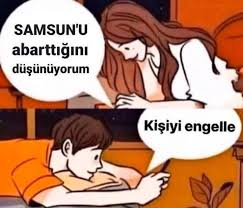 SAMSUN'U
abarttığını
düşünüyorum
Kişiyi engelle